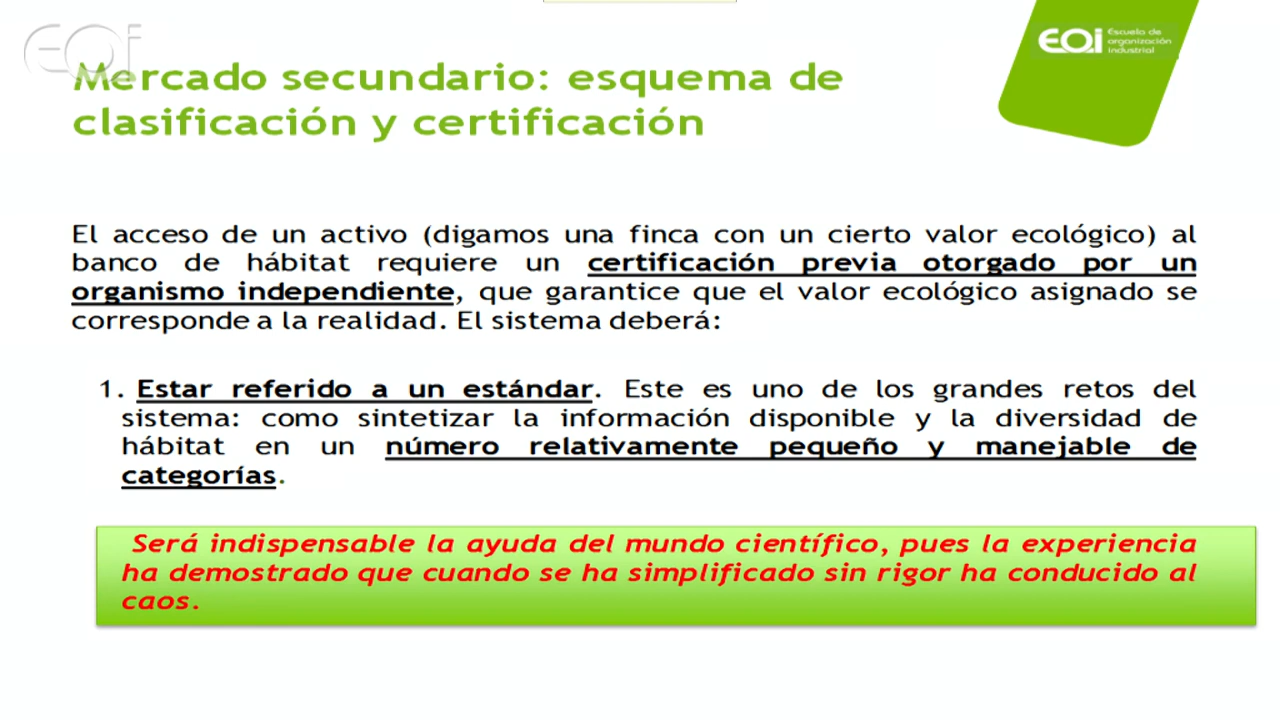 EOi
EOi Escuela de
organización
industrial
Mercado secundario: esquema de
clasificación y certificación
El acceso de un activo (digamos una finca con un cierto valor ecológico) al
banco de hábitat requiere un certificación previa otorgado por un
organismo independiente, que garantice que el valor ecológico asignado se
corresponde a la realidad. El sistema deberá:
1. Estar referido a un estándar. Este es uno de los grandes retos del
sistema: como sintetizar la información disponible y la diversidad de
hábitat en un número relativamente pequeño y manejable de
categorías.
Será indispensable la ayuda del mundo científico, pues la experiencia
ha demostrado que cuando se ha simplificado sin rigor ha conducido al
caos.